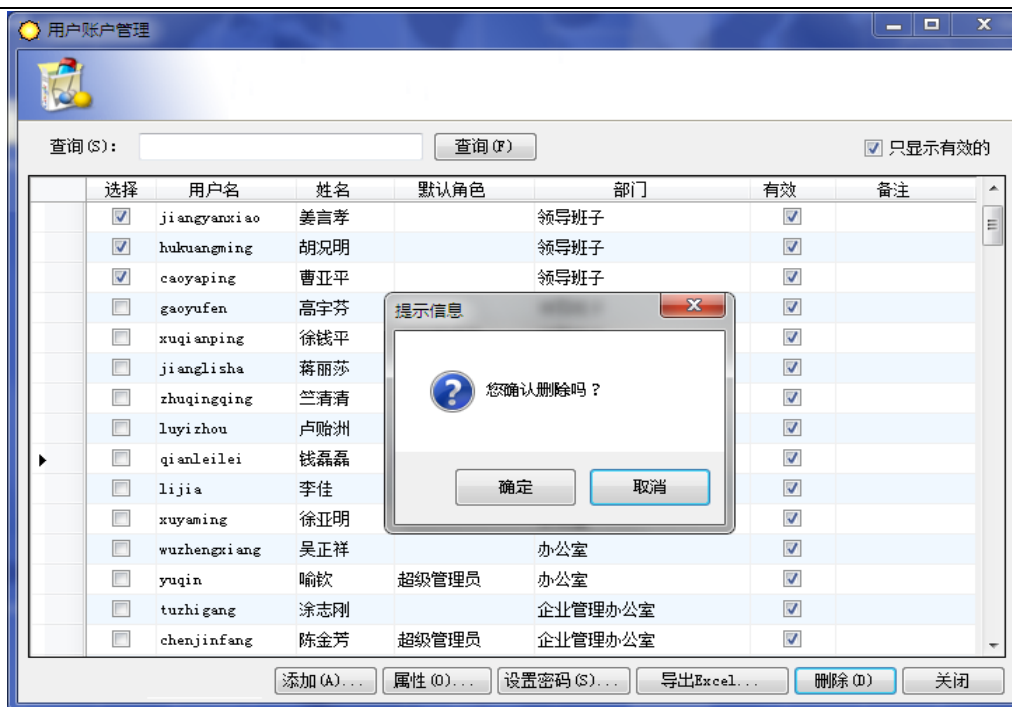 用户账户管理
查询(S): 查询(F) 只显示有效的
选择 用户名 姓名 默认角色 部门 有效 备注
jiangyanxiao 姜言孝 领导班子
hukuangming 胡况明 领导班子
caoyaping 曹亚平 领导班子
gaoyufen 高宇芬
xuqianping 徐钱平
jianglisha 蒋丽莎
zhuqingqing 竺清清
luyizhou 卢贻洲
qianleilei 钱磊磊
lijia 李佳
xuyaming 徐亚明
wuzhengxiang 吴正祥 办公室
yuqin 喻钦 超级管理员 办公室
tuzhigang 涂志刚 企业管理办公室
chenjinfang 陈金芳 超级管理员 企业管理办公室
提示信息
您确认删除吗？
确定 取消
添加(A)... 属性(O)... 设置密码(S)... 导出Excel... 删除(D) 关闭